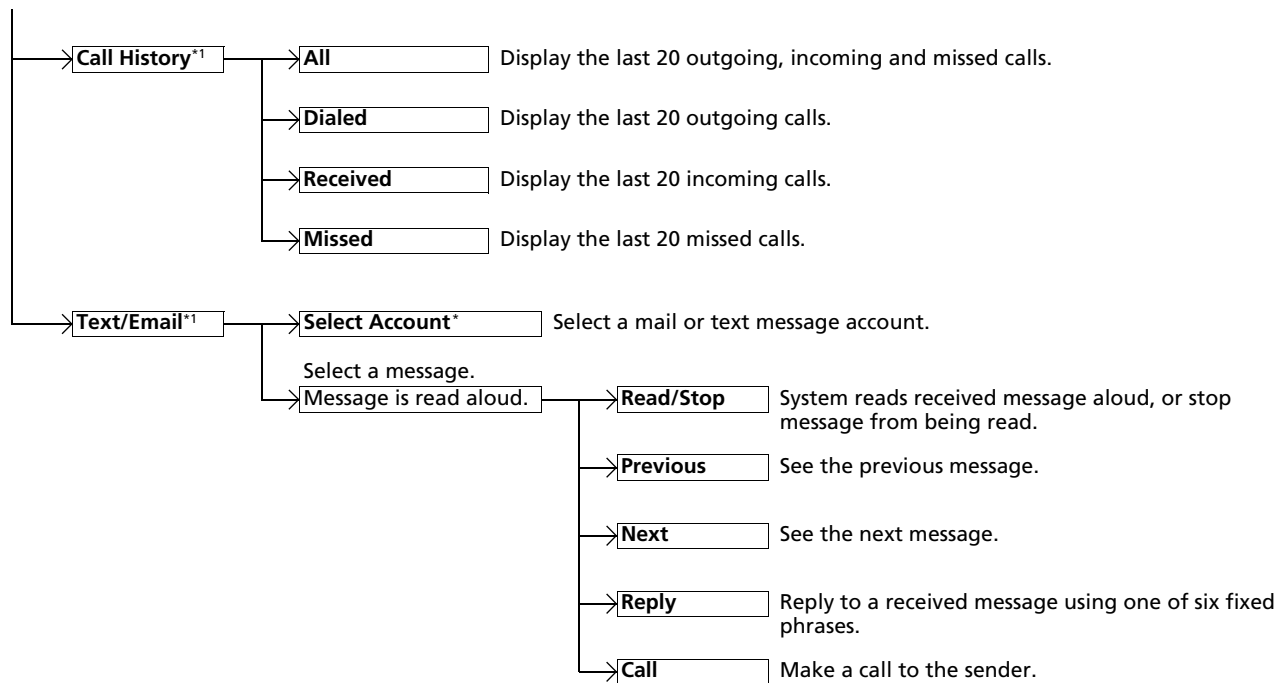 Call History*1
All
Display the last 20 outgoing, incoming and missed calls.
Dialed
Display the last 20 outgoing calls.
Received
Display the last 20 incoming calls.
Missed
Display the last 20 missed calls.
Text/Email*1
Select Account*
Select a mail or text message account.
Select a message.
Message is read aloud.
Read/Stop
System reads received message aloud, or stop
message from being read.
Previous
See the previous message.
Next
See the next message.
Reply
Reply to a received message using one of six fixed
phrases.
Call
Make a call to the sender.